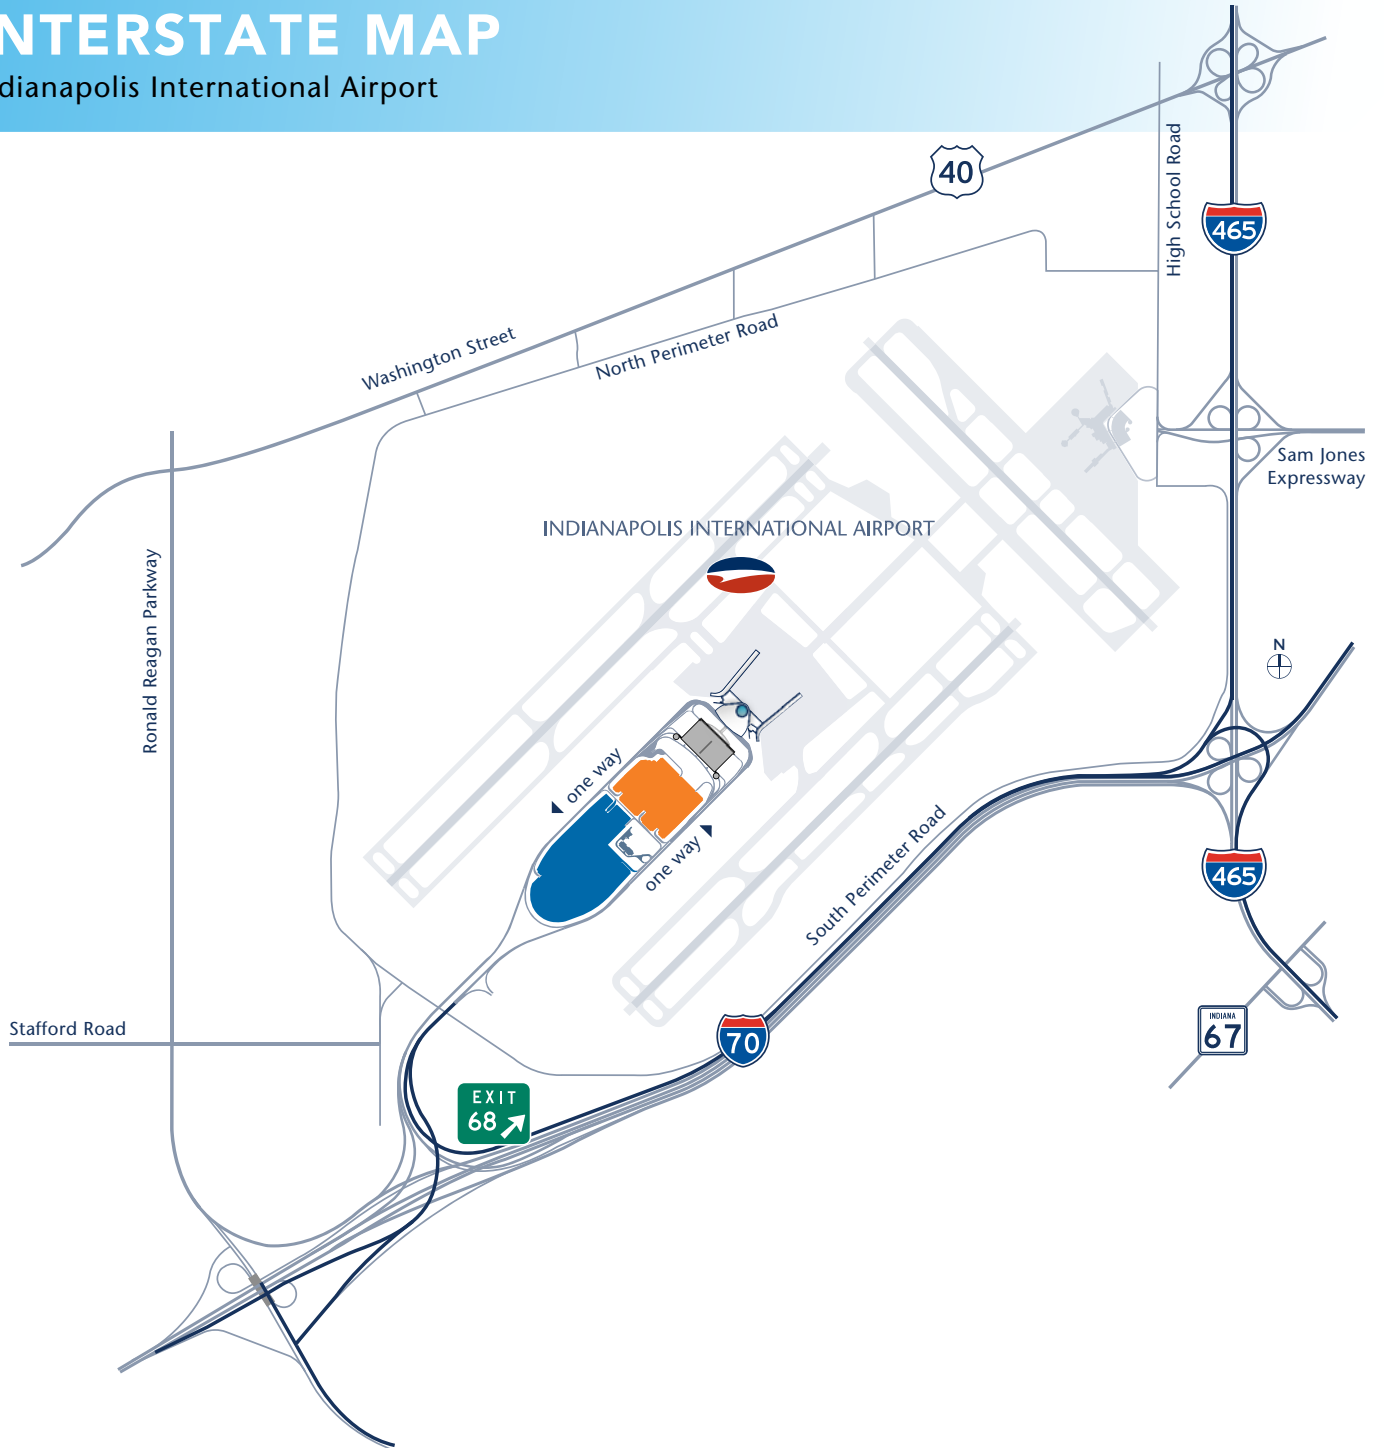 NTERSTATE MAP
dianapolis International Airport
40
High School Road
465
Washington Street
North Perimeter Road
Sam Jones
Expressway
INDIANAPOLIS INTERNATIONAL AIRPORT
Ronald Reagan Parkway
N
one way
one way
South Perimeter Road
465
Stafford Road
INDIANA
67
70
EXIT
68